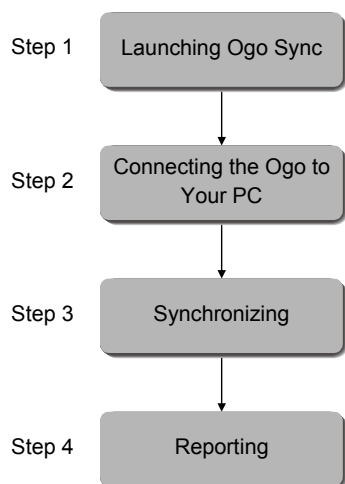 Step 1
Launching Ogo Sync
Step 2
Connecting the Ogo to
Your PC
Step 3
Synchronizing
Step 4
Reporting